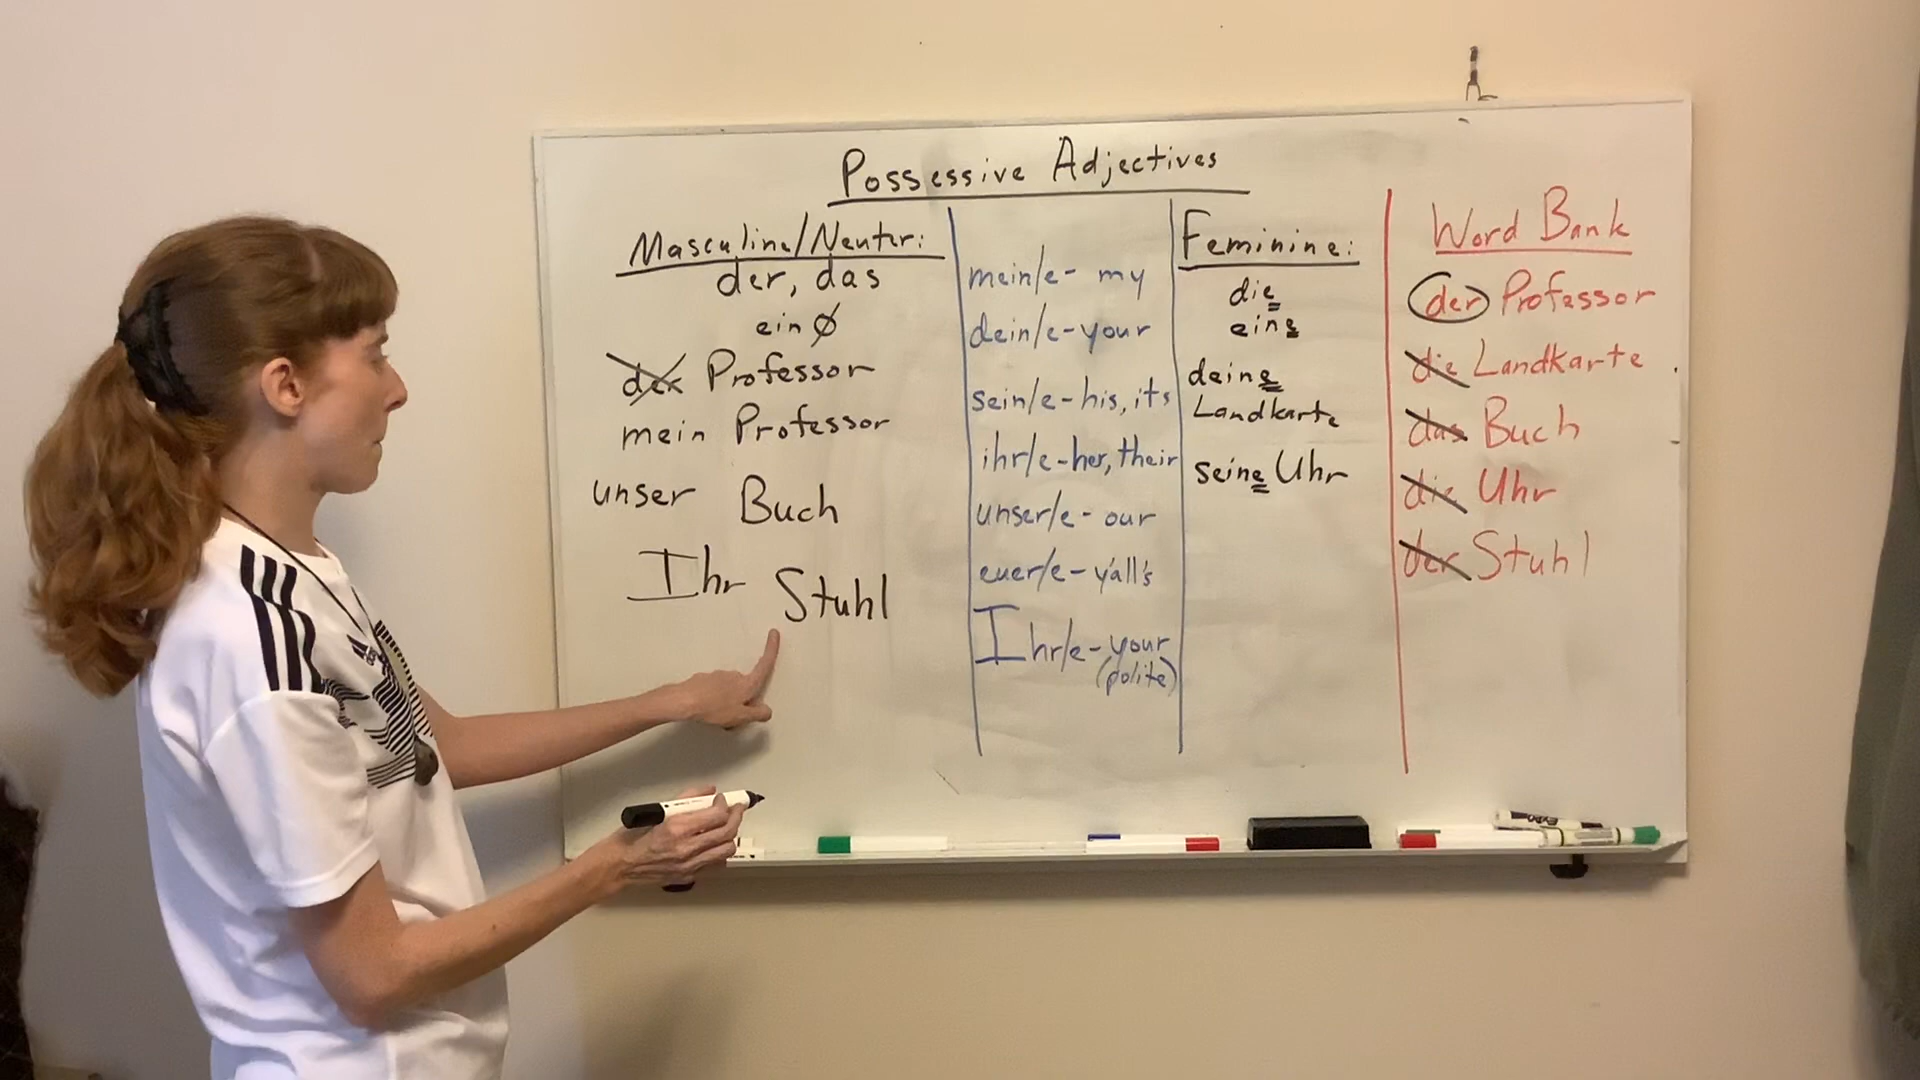 Possessive Adjectives
Masculine/Neuter:
der, das
ein ∅
der Professor
mein Professor
unser Buch
Ihr Stuhl
mein/e - my
dein/e - your
sein/e - his, its
ihr/e - her, their
unser/e - our
euer/e - y'all's
Ihr/e - your
(polite)
Feminine:
die
eine
deine
Landkarte
seine Uhr
Word Bank
der Professor
die Landkarte
das Buch
die Uhr
der Stuhl